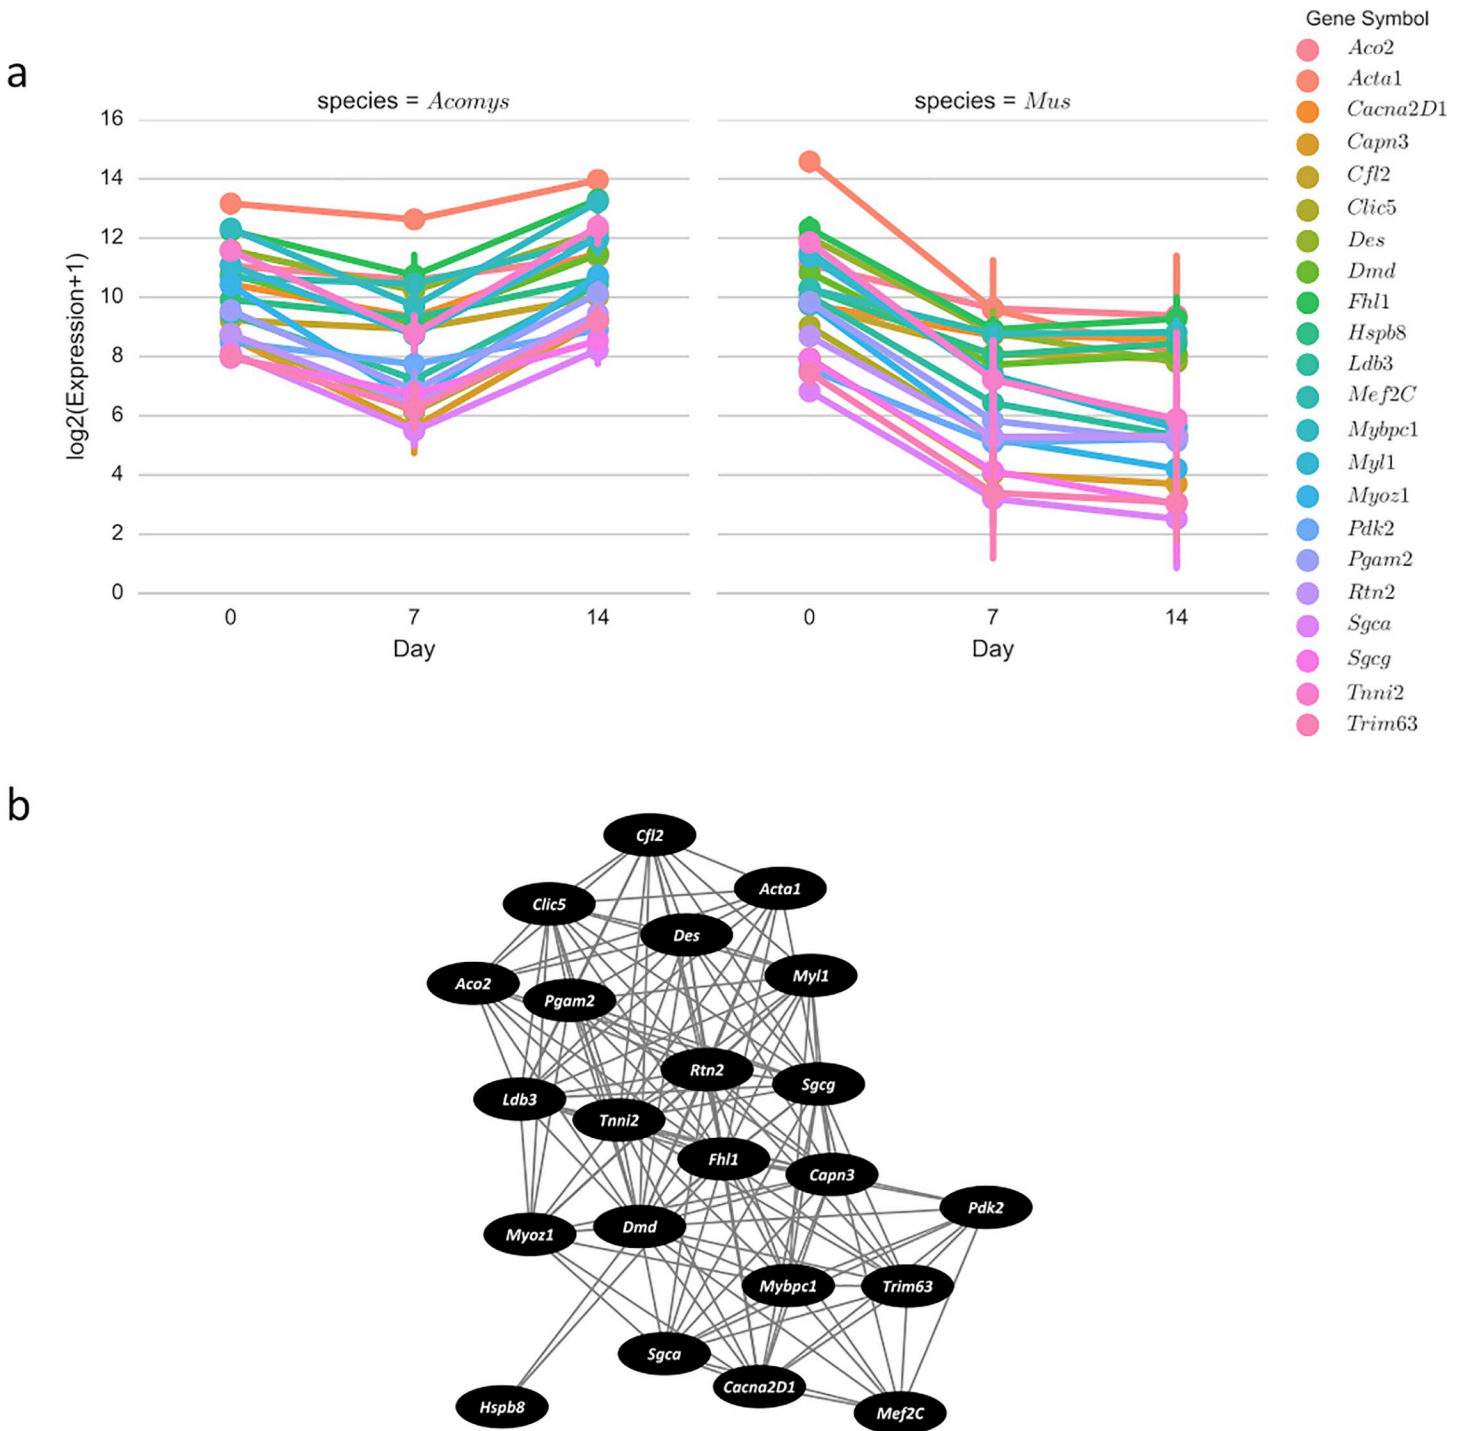 a
species = Acomys
species = Mus
log2(Expression+1)
16
14
12
10
8
6
4
2
0
0 7 14
0 7 14
Day
Day
Gene Symbol
Aco2
Acta1
Cacna2D1
Capn3
Cfl2
Clic5
Des
Dmd
Fhl1
Hspb8
Ldb3
Mef2C
Mybpc1
Myl1
Myoz1
Pdk2
Pgam2
Rtn2
Sgca
Sgcg
Tnni2
Trim63
b
Cfl2
Acta1
Clic5
Des
Myl1
Aco2
Pgam2
Rtn2
Sgcg
Ldb3
Tnni2
Fhl1
Capn3
Pdk2
Myoz1
Dmd
Mybpc1
Trim63
Sgca
Cacna2D1
Hspb8
Mef2C